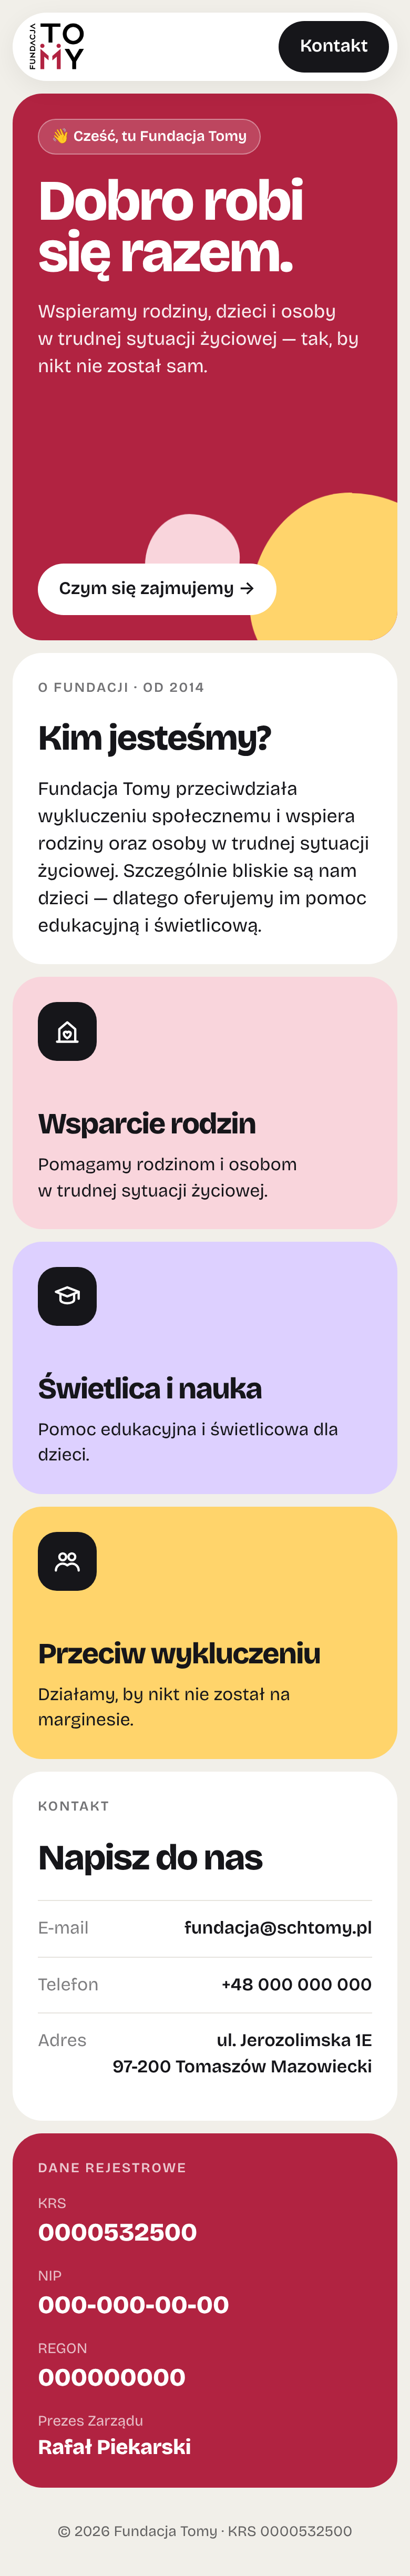 FUNDACJA
TOMY
Kontakt
👋 Cześć, tu Fundacja Tomy
Dobro robi
się razem.
Wspieramy rodziny, dzieci i osoby
w trudnej sytuacji życiowej — tak, by
nikt nie został sam.
Czym się zajmujemy →
O FUNDACJI · OD 2014
Kim jesteśmy?
Fundacja Tomy przeciwdziała
wykluczeniu społecznemu i wspiera
rodziny oraz osoby w trudnej sytuacji
życiowej. Szczególnie bliskie są nam
dzieci — dlatego oferujemy im pomoc
edukacyjną i świetlicową.
Wsparcie rodzin
Pomagamy rodzinom i osobom
w trudnej sytuacji życiowej.
Świetlica i nauka
Pomoc edukacyjna i świetlicowa dla
dzieci.
Przeciw wykluczeniu
Działamy, by nikt nie został na
marginesie.
KONTAKT
Napisz do nas
E-mail fundacja@schtomy.pl
Telefon +48 000 000 000
Adres ul. Jerozolimska 1E
97-200 Tomaszów Mazowiecki
DANE REJESTROWE
KRS
0000532500
NIP
000-000-00-00
REGON
000000000
Prezes Zarządu
Rafał Piekarski
© 2026 Fundacja Tomy · KRS 0000532500